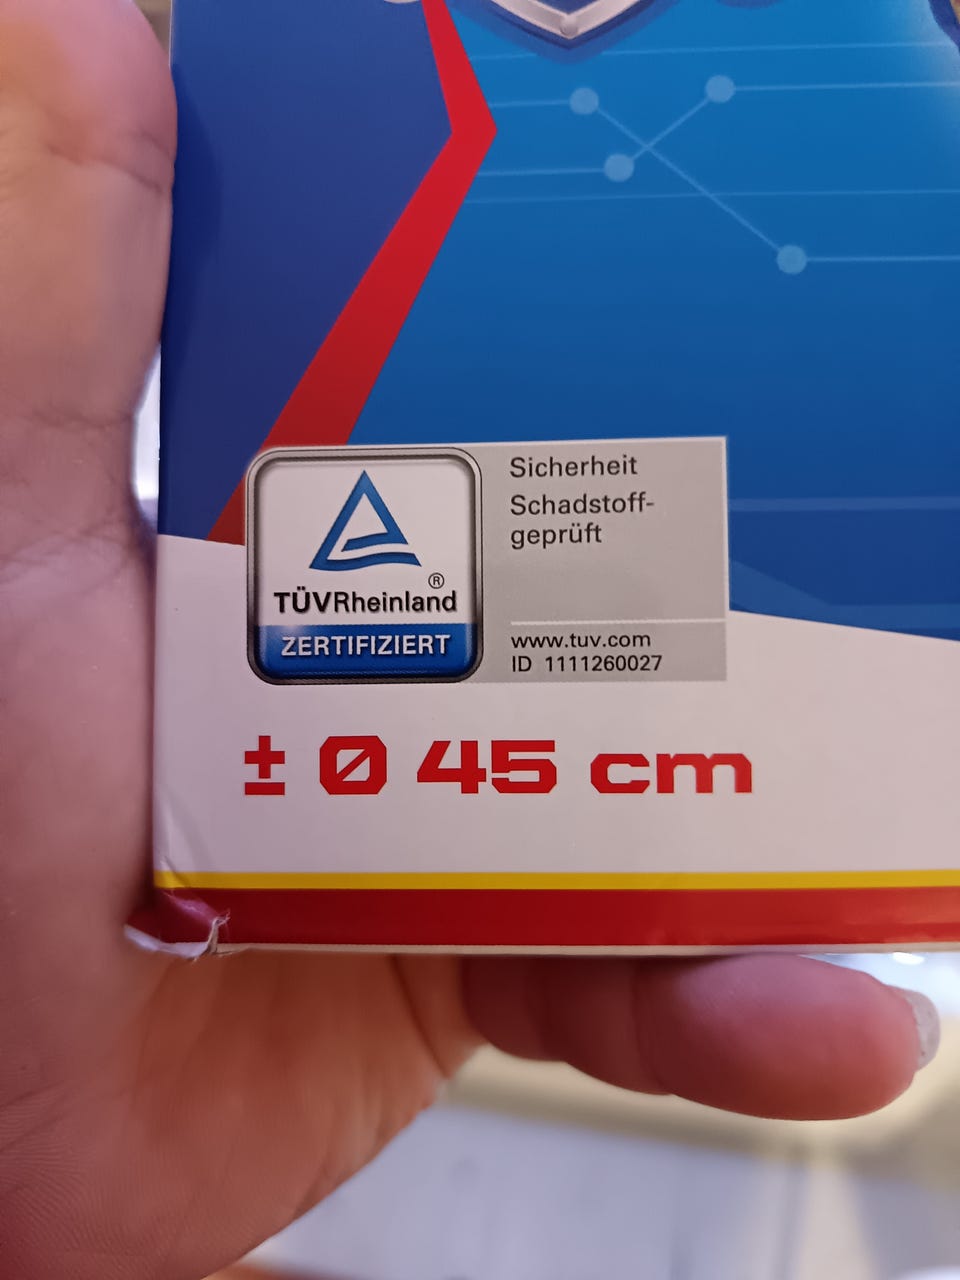 Sicherheit
Schadstoff-
geprüft
®
TÜVRheinland
ZERTIFIZIERT
www.tuv.com
ID 1111260027
± Ø 45 cm